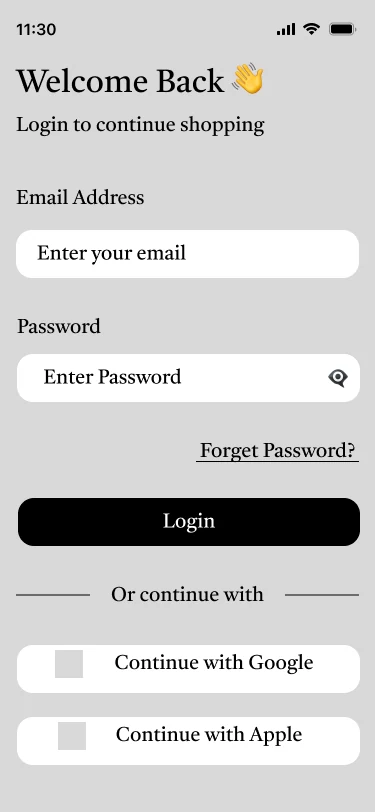 11:30
Welcome Back 👋
Login to continue shopping
Email Address
Enter your email
Password
Enter Password
Forget Password?
Login
Or continue with
Continue with Google
Continue with Apple